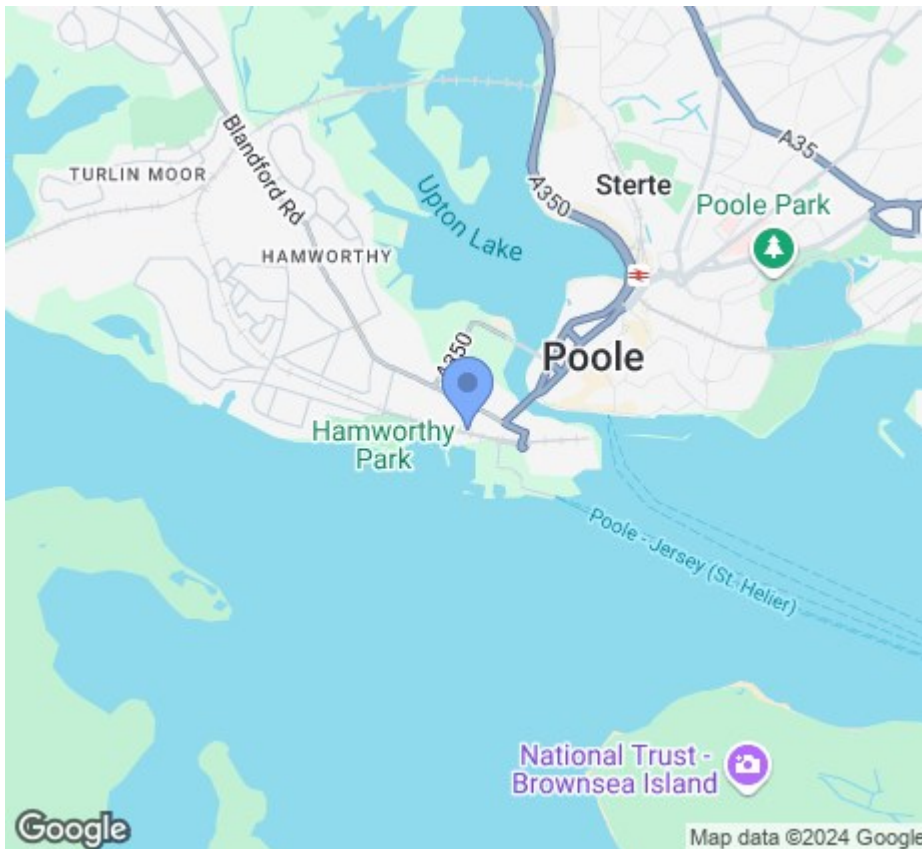 TURLIN MOOR
Blandford Rd
HAMWORTHY
Upton Lake
A350
Sterte
A35
Poole Park
A350
Poole
Hamworthy
Park
Poole - Jersey (St. Helier)
National Trust -
Brownsea Island
Google
Map data ©2024 Google